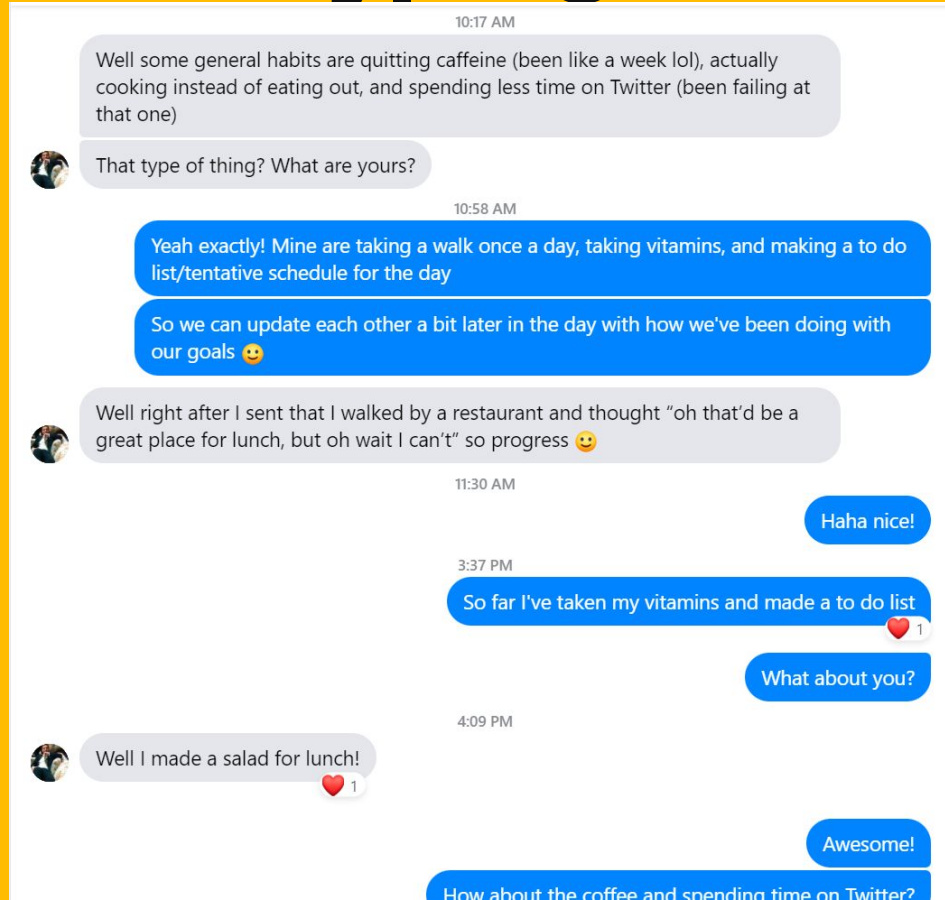 10:17 AM
Well some general habits are quitting caffeine (been like a week lol), actually
cooking instead of eating out, and spending less time on Twitter (been failing at
that one)
That type of thing? What are yours?
10:58 AM
Yeah exactly! Mine are taking a walk once a day, taking vitamins, and making a to do
list/tentative schedule for the day
So we can update each other a bit later in the day with how we've been doing with
our goals 🙂
Well right after I sent that I walked by a restaurant and thought “oh that’d be a
great place for lunch, but oh wait I can’t” so progress 🙂
11:30 AM
Haha nice!
3:37 PM
So far I've taken my vitamins and made a to do list
❤️ 1
What about you?
4:09 PM
Well I made a salad for lunch!
❤️ 1
Awesome!
How about the coffee and spending time on Twitter?